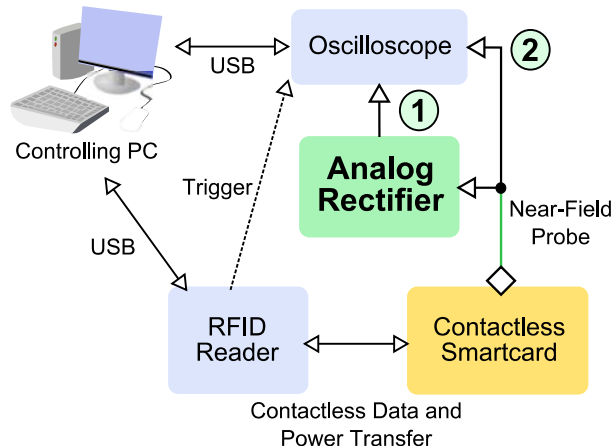 Oscilloscope
2
USB
1
Controlling PC
Analog
Rectifier
Trigger
Near-Field
Probe
USB
RFID
Reader
Contactless
Smartcard
Contactless Data and
Power Transfer